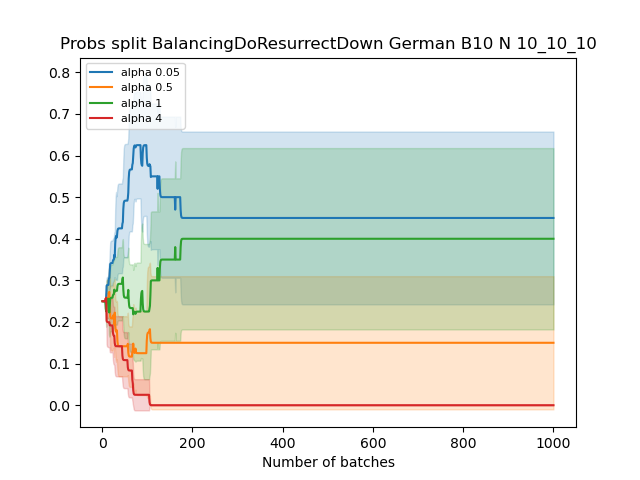 Probs split BalancingDoResurrectDown German B10 N 10_10_10
alpha 0.05
alpha 0.5
alpha 1
alpha 4
0.8
0.7
0.6
0.5
0.4
0.3
0.2
0.1
0.0
0 200 400 600 800 1000
Number of batches